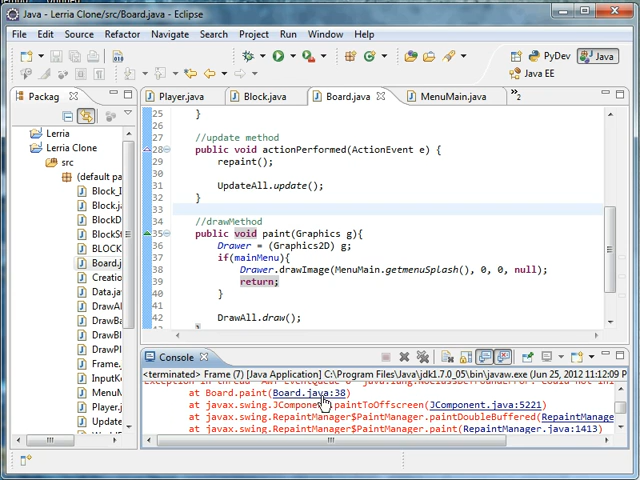 Java - Lerria Clone/src/Board.java - Eclipse
File Edit Source Refactor Navigate Search Project Run Window Help
PyDev Java
Java EE
Packag
Player.java Block.java Board.java MenuMain.java »2
Lerria
Lerria Clone
src
(default pa
Block_I
Block.j
BlockD
BlockSt
BLOCK
Board.j
Creatio
Data.jav
DrawAl
DrawBa
DrawBl
DrawPl
Frame_
InputKe
MenuM
Player.j
Update
25 }
26
27 //update method
28 public void actionPerformed(ActionEvent e) {
29 repaint();
30
31 UpdateAll.update();
32 }
33
34 //drawMethod
35 public void paint(Graphics g){
36 Drawer = (Graphics2D) g;
37 if(mainMenu){
38 Drawer.drawImage(MenuMain.getmenuSplash(), 0, 0, null);
39 return;
40 }
41
42 DrawAll.draw();
Console
<terminated> Frame (7) [Java Application] C:\Program Files\Java\jdk1.7.0_05\bin\javaw.exe (Jun 25, 2012 11:12:09 P
at Board.paint(Board.java:38)
at javax.swing.JComponent.paintToOffscreen(JComponent.java:5221)
at javax.swing.RepaintManager$PaintManager.paintDoubleBuffered(RepaintManage
at javax.swing.RepaintManager$PaintManager.paint(RepaintManager.java:1413)